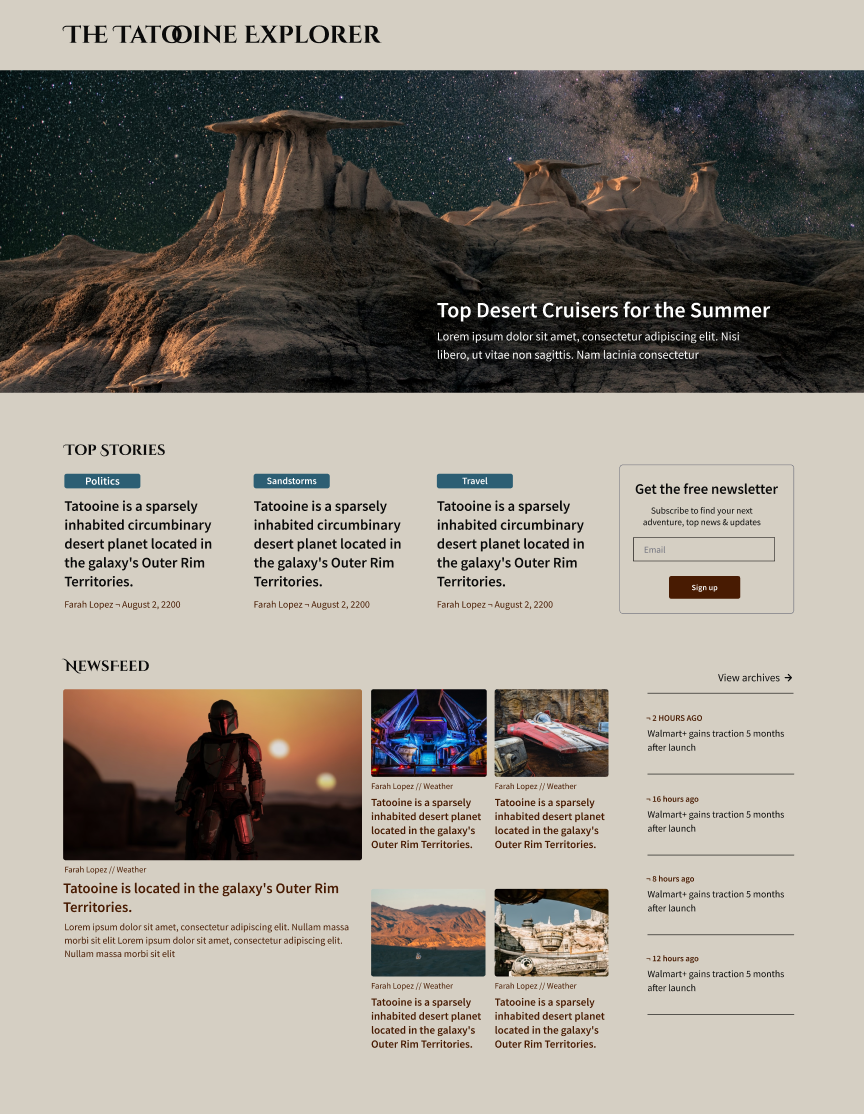 The Tatooine Explorer
Top Desert Cruisers for the Summer
Lorem ipsum dolor sit amet, consectetur adipiscing elit. Nisi
libero, ut vitae non sagittis. Nam lacinia consectetur
Top Stories
Politics
Tatooine is a sparsely
inhabited circumbinary
desert planet located in
the galaxy's Outer Rim
Territories.
Farah Lopez ¬ August 2, 2200
Sandstorms
Tatooine is a sparsely
inhabited circumbinary
desert planet located in
the galaxy's Outer Rim
Territories.
Farah Lopez ¬ August 2, 2200
Travel
Tatooine is a sparsely
inhabited circumbinary
desert planet located in
the galaxy's Outer Rim
Territories.
Farah Lopez ¬ August 2, 2200
Get the free newsletter
Subscribe to find your next
adventure, top news & updates
Email
Sign up
Newsfeed
Farah Lopez // Weather
Tatooine is located in the galaxy's Outer Rim
Territories.
Lorem ipsum dolor sit amet, consectetur adipiscing elit. Nullam massa
morbi sit elit Lorem ipsum dolor sit amet, consectetur adipiscing elit.
Nullam massa morbi sit elit
Farah Lopez // Weather
Tatooine is a sparsely
inhabited desert planet
located in the galaxy's
Outer Rim Territories.
Farah Lopez // Weather
Tatooine is a sparsely
inhabited desert planet
located in the galaxy's
Outer Rim Territories.
Farah Lopez // Weather
Tatooine is a sparsely
inhabited desert planet
located in the galaxy's
Outer Rim Territories.
Farah Lopez // Weather
Tatooine is a sparsely
inhabited desert planet
located in the galaxy's
Outer Rim Territories.
View archives →
¬ 2 HOURS AGO
Walmart+ gains traction 5 months
after launch
¬ 16 hours ago
Walmart+ gains traction 5 months
after launch
¬ 8 hours ago
Walmart+ gains traction 5 months
after launch
¬ 12 hours ago
Walmart+ gains traction 5 months
after launch